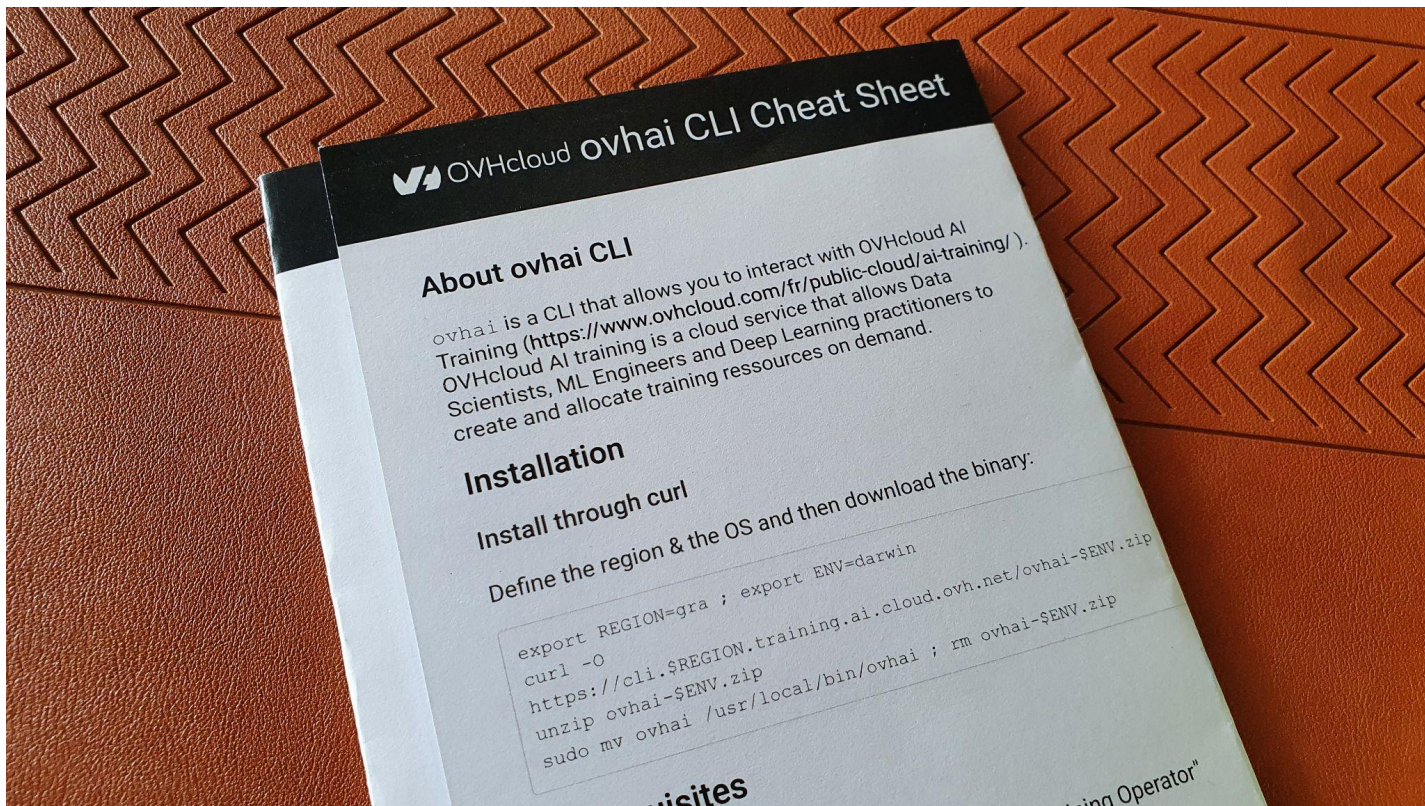 OVHcloud ovhai CLI Cheat Sheet
About ovhai CLI
ovhai is a CLI that allows you to interact with OVHcloud AI
Training (https://www.ovhcloud.com/fr/public-cloud/ai-training/ ).
OVHcloud AI training is a cloud service that allows Data
Scientists, ML Engineers and Deep Learning practitioners to
create and allocate training ressources on demand.
Installation
Install through curl
Define the region & the OS and then download the binary:
export REGION=gra ; export ENV=darwin
curl -O
https://cli.$REGION.training.ai.cloud.ovh.net/ovhai-$ENV.zip
unzip ovhai-$ENV.zip
sudo mv ovhai /usr/local/bin/ovhai ; rm ovhai-$ENV.zip
Operator"